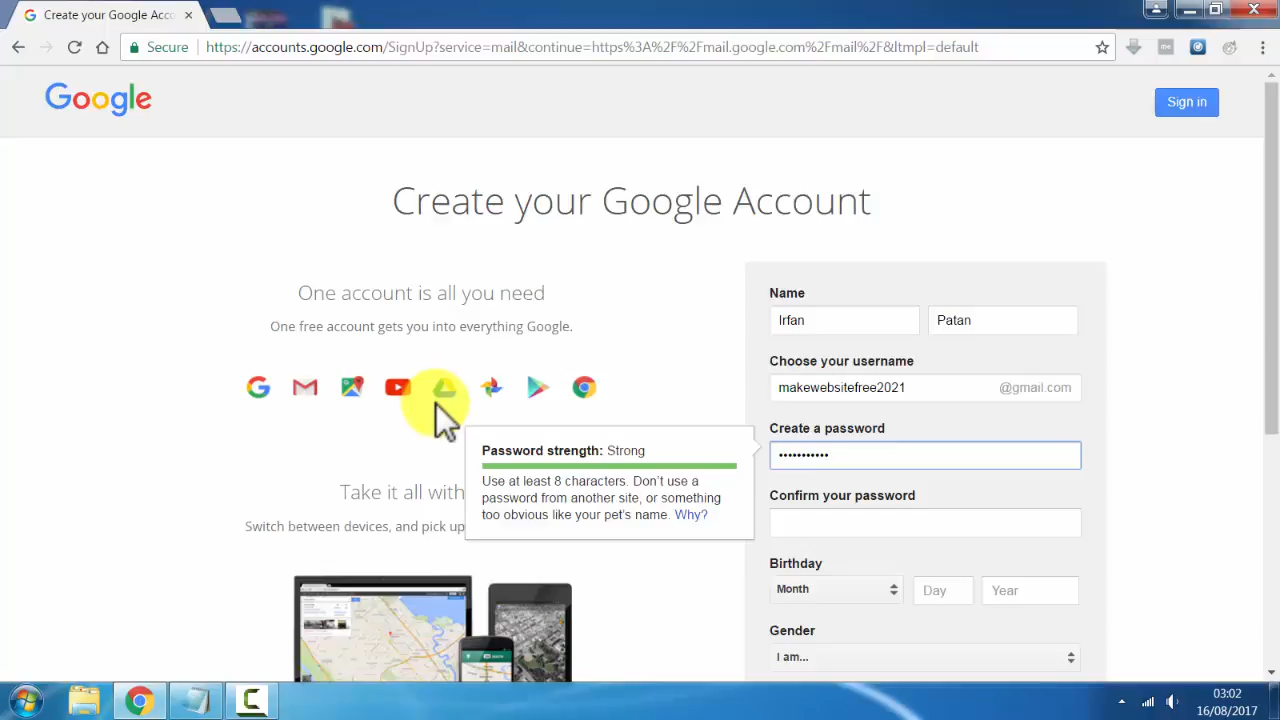 Create your Google Acco
Secure
https://accounts.google.com/SignUp?service=mail&continue=https%3A%2F%2Fmail.google.com%2Fmail%2F&ltmpl=default
Google
Sign in
Create your Google Account
One account is all you need
One free account gets you into everything Google.
Take it all with
Switch between devices, and pick up
Password strength: Strong
Use at least 8 characters. Don't use a
password from another site, or something
too obvious like your pet's name. Why?
Name
Irfan
Patan
Choose your username
makewebsitefree2021
@gmail.com
Create a password
•••••••••••
Confirm your password
Birthday
Month
Day
Year
Gender
I am...
03:02
16/08/2017